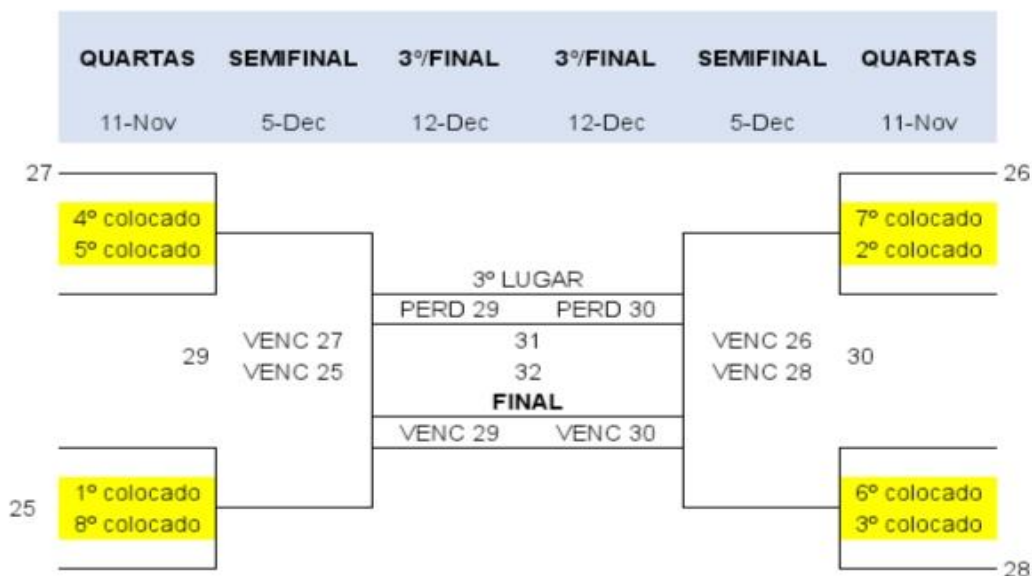 QUARTAS SEMIFINAL 3º/FINAL 3º/FINAL SEMIFINAL QUARTAS
11-Nov 5-Dec 12-Dec 12-Dec 5-Dec 11-Nov
27 26
4º colocado 7º colocado
5º colocado 2º colocado
3º LUGAR
PERD 29 PERD 30
VENC 27 31 VENC 26
29 30
VENC 25 32 VENC 28
FINAL
VENC 29 VENC 30
1º colocado 6º colocado
25
8º colocado 3º colocado
28